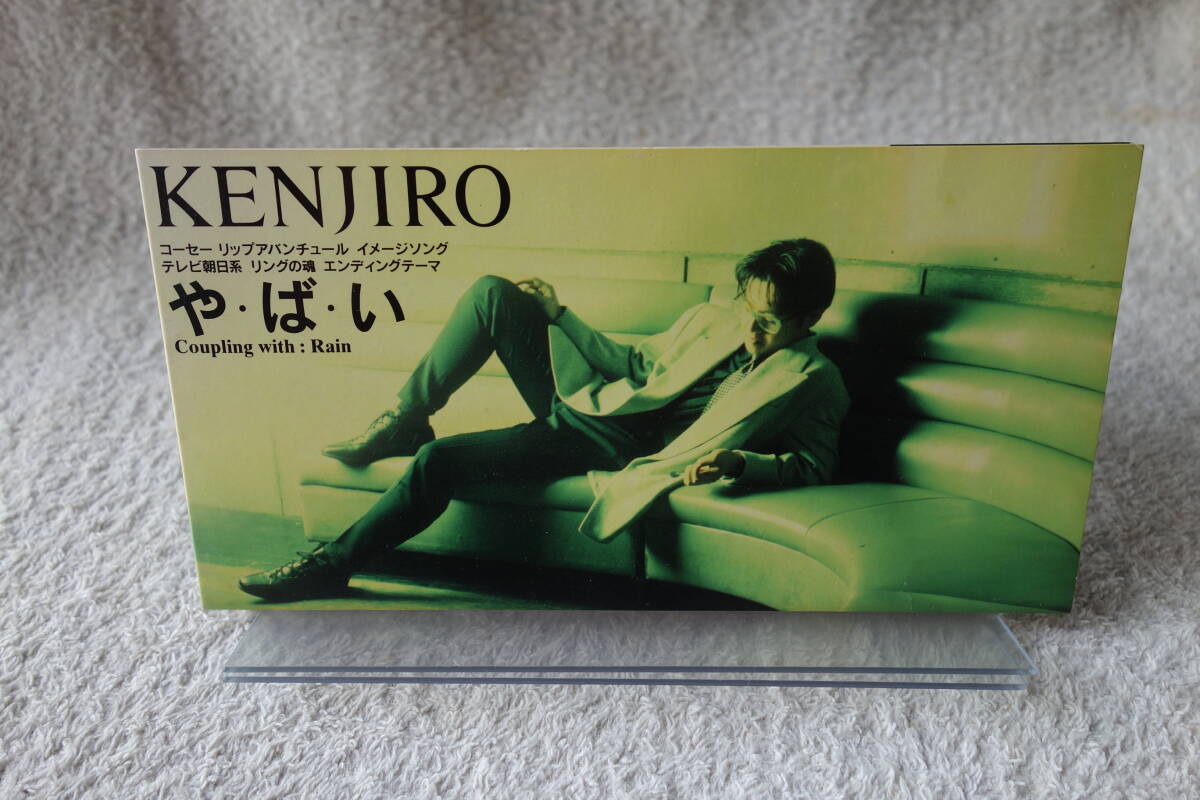 KENJIRO
コーセー リップアバンチュール イメージソング
テレビ朝日系 リングの魂 エンディングテーマ
や・ば・い
Coupling with : Rain